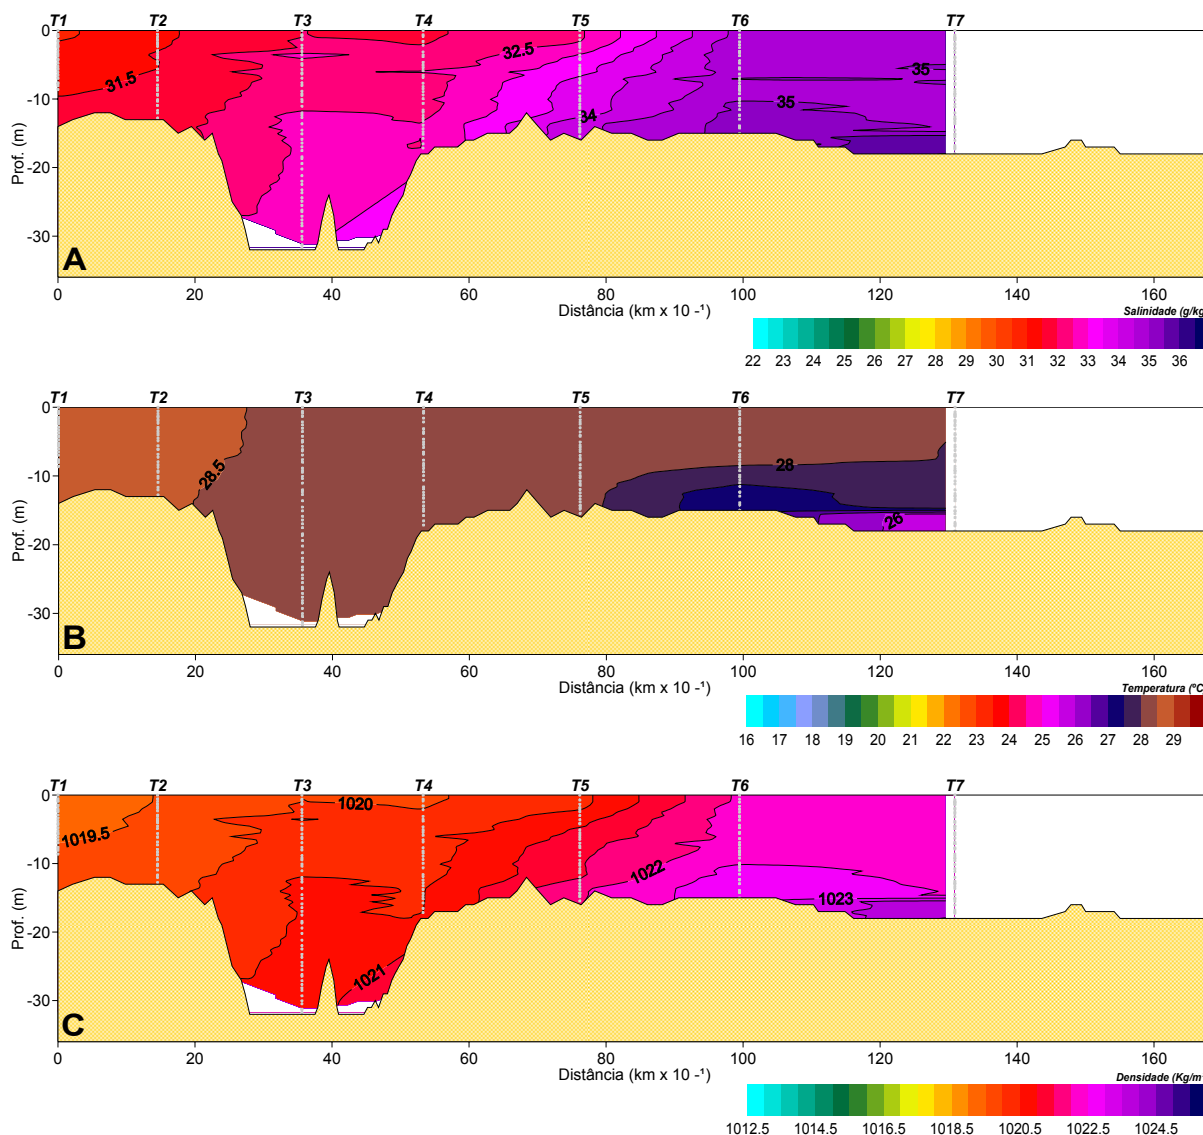 T1 T2 T3 T4 T5 T6 T7
0
-10
-20
-30
Prof. (m)
31.5
32.5
34
35
35
A
0 20 40 60 80 100 120 140 160
Distância (km x 10 -¹)
Salinidade (g/kg
22 23 24 25 26 27 28 29 30 31 32 33 34 35 36
T1 T2 T3 T4 T5 T6 T7
0
-10
-20
-30
Prof. (m)
28.5
28
26
B
0 20 40 60 80 100 120 140 160
Distância (km x 10 -¹)
Temperatura (°C
16 17 18 19 20 21 22 23 24 25 26 27 28 29
T1 T2 T3 T4 T5 T6 T7
0
-10
-20
-30
Prof. (m)
1019.5
1020
1021
1022
1023
C
0 20 40 60 80 100 120 140 160
Distância (km x 10 -¹)
Densidade (Kg/m
1012.5 1014.5 1016.5 1018.5 1020.5 1022.5 1024.5